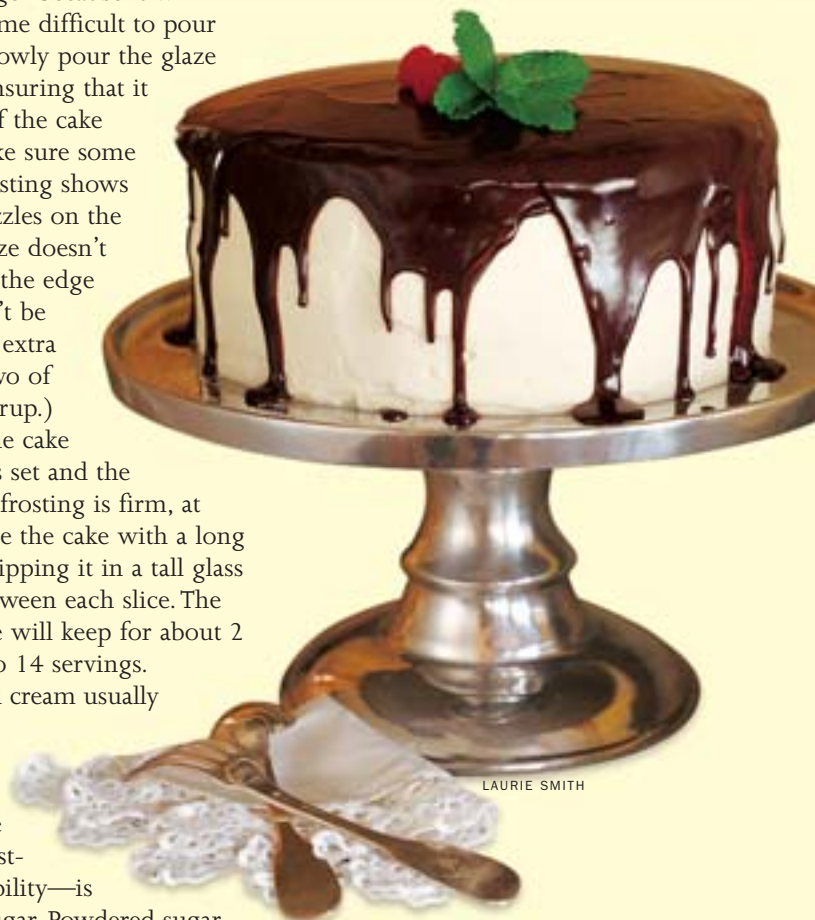 me difficult to pour
owly pour the glaze
nsuring that it
f the cake
ke sure some
sting shows
zzles on the
ze doesn't
the edge
't be
extra
wo of
rup.)
e cake
s set and the
frosting is firm, at
e the cake with a long
ipping it in a tall glass
ween each slice. The
e will keep for about 2
o 14 servings.
cream usually
LAURIE SMITH
e
st-
bility—is
gar. Powdered sugar